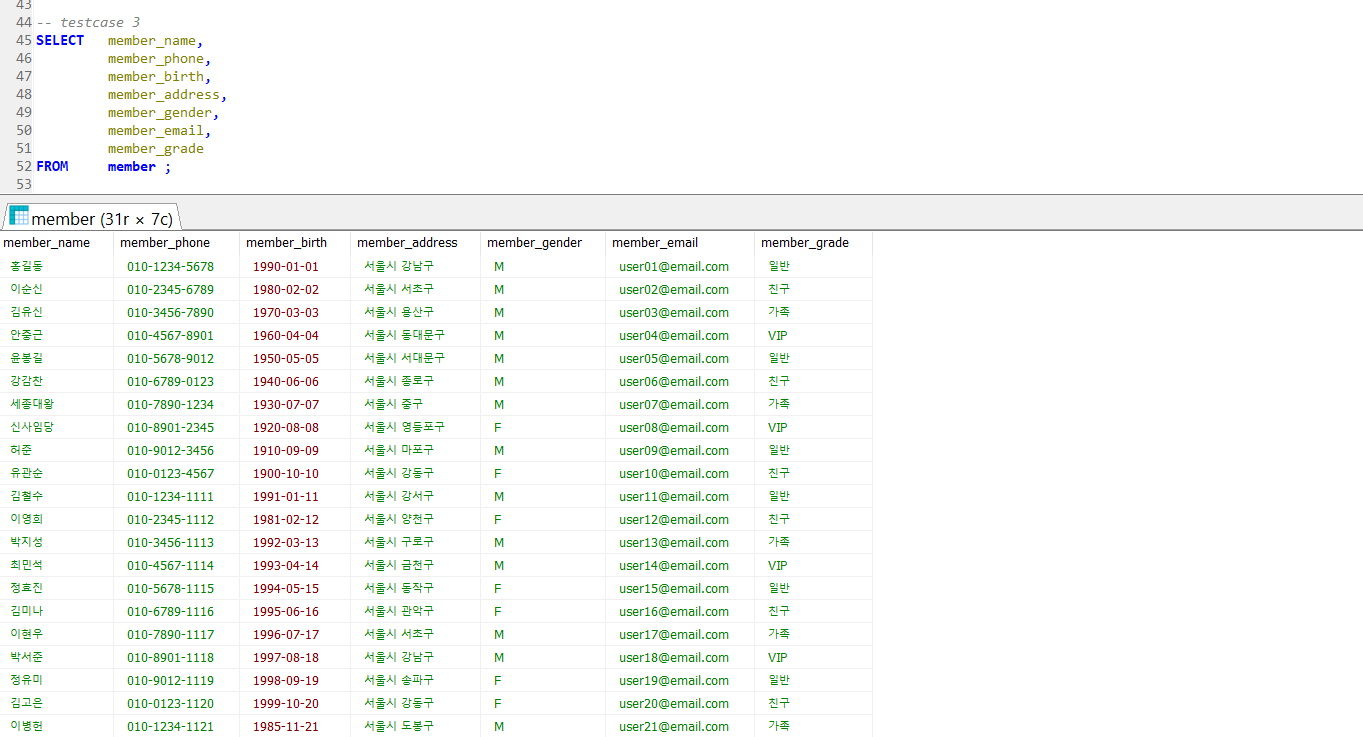 43
44 -- testcase 3
45 SELECT member_name,
46 member_phone,
47 member_birth,
48 member_address,
49 member_gender,
50 member_email,
51 member_grade
52 FROM member ;
53
member (31r × 7c)
member_name member_phone member_birth member_address member_gender member_email member_grade
홍길동 010-1234-5678 1990-01-01 서울시 강남구 M user01@email.com 일반
이순신 010-2345-6789 1980-02-02 서울시 서초구 M user02@email.com 친구
김유신 010-3456-7890 1970-03-03 서울시 용산구 M user03@email.com 가족
안중근 010-4567-8901 1960-04-04 서울시 동대문구 M user04@email.com VIP
윤봉길 010-5678-9012 1950-05-05 서울시 서대문구 M user05@email.com 일반
강감찬 010-6789-0123 1940-06-06 서울시 종로구 M user06@email.com 친구
세종대왕 010-7890-1234 1930-07-07 서울시 중구 M user07@email.com 가족
신사임당 010-8901-2345 1920-08-08 서울시 영등포구 F user08@email.com VIP
허준 010-9012-3456 1910-09-09 서울시 마포구 M user09@email.com 일반
유관순 010-0123-4567 1900-10-10 서울시 강동구 F user10@email.com 친구
김철수 010-1234-1111 1991-01-11 서울시 강서구 M user11@email.com 일반
이영희 010-2345-1112 1981-02-12 서울시 양천구 F user12@email.com 친구
박지성 010-3456-1113 1992-03-13 서울시 구로구 M user13@email.com 가족
최민석 010-4567-1114 1993-04-14 서울시 금천구 M user14@email.com VIP
정효진 010-5678-1115 1994-05-15 서울시 동작구 F user15@email.com 일반
김미나 010-6789-1116 1995-06-16 서울시 관악구 F user16@email.com 친구
이현우 010-7890-1117 1996-07-17 서울시 서초구 M user17@email.com 가족
박서준 010-8901-1118 1997-08-18 서울시 강남구 M user18@email.com VIP
정유미 010-9012-1119 1998-09-19 서울시 송파구 F user19@email.com 일반
김고은 010-0123-1120 1999-10-20 서울시 강동구 F user20@email.com 친구
이병헌 010-1234-1121 1985-11-21 서울시 도봉구 M user21@email.com 가족